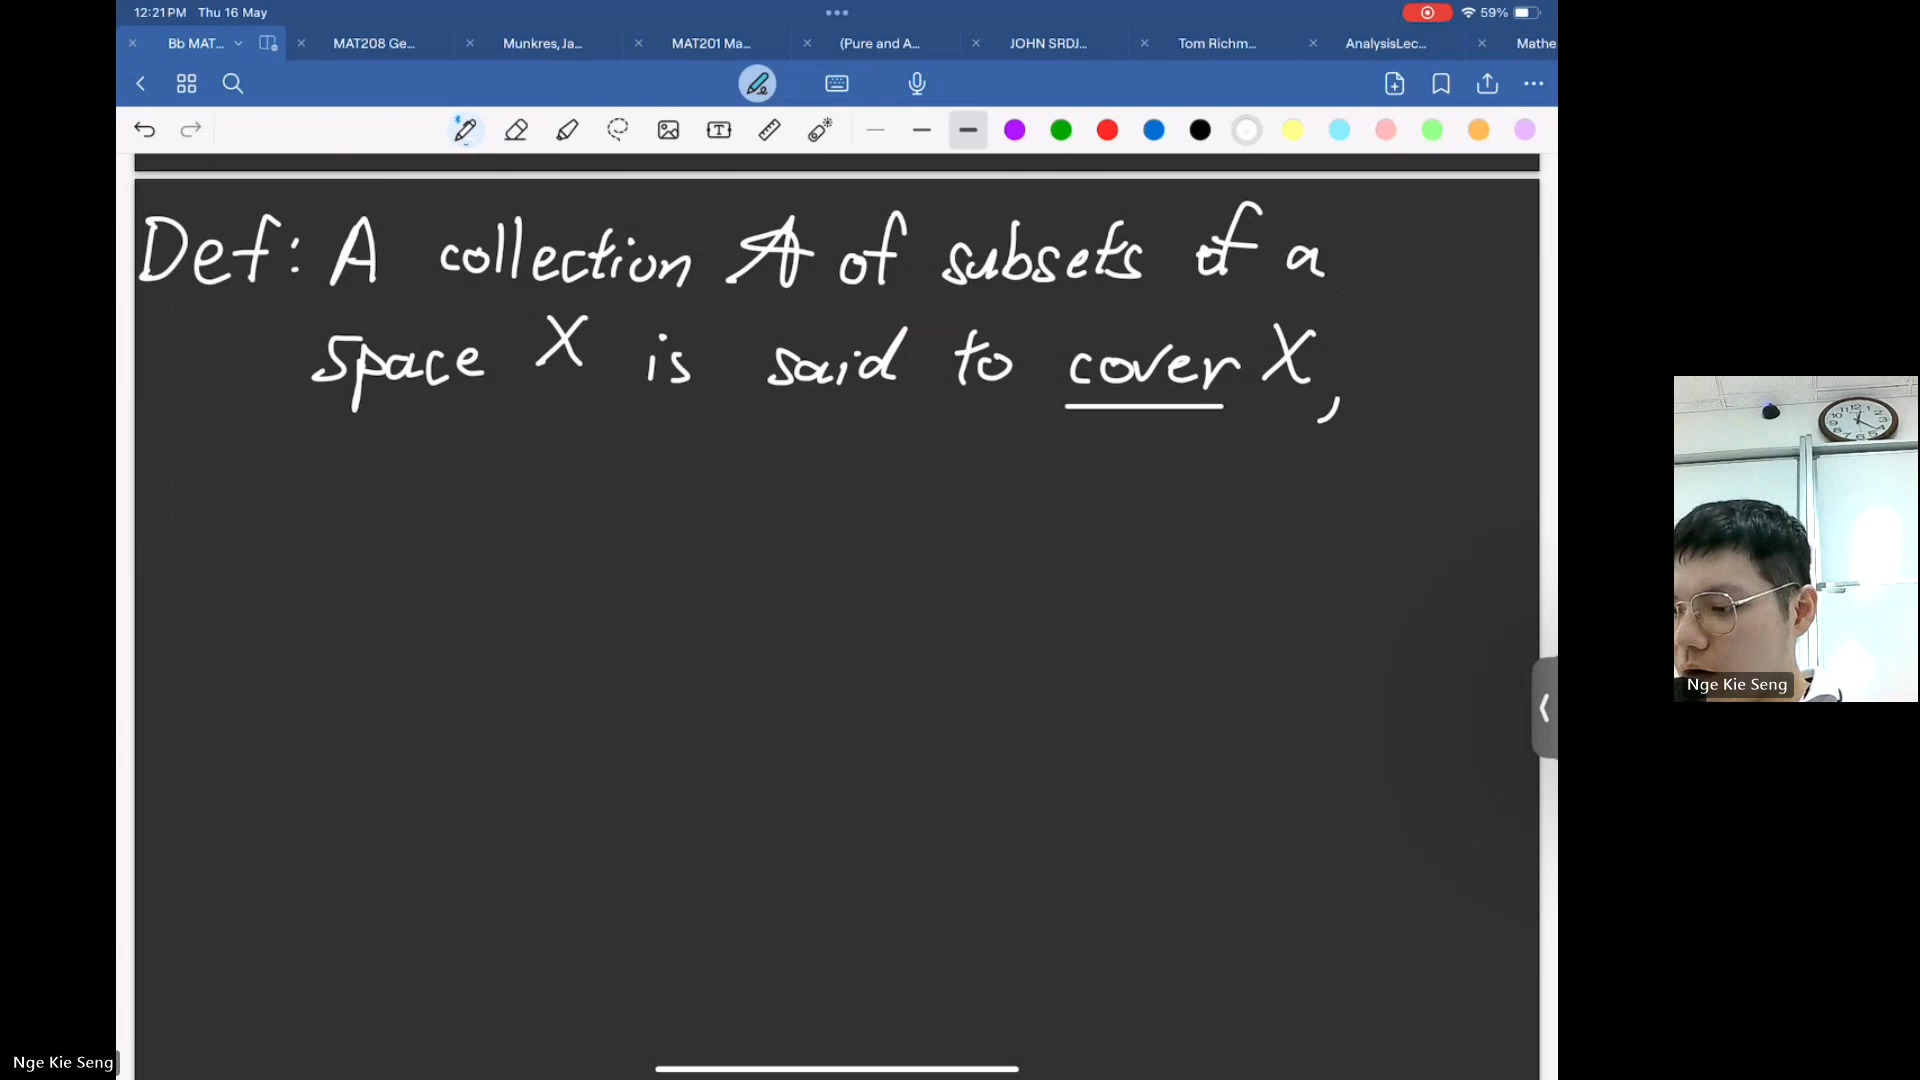 12:21 PM Thu 16 May
59%
Bb MAT...
MAT208 Ge...
Munkres, Ja...
MAT201 Ma...
(Pure and A...
JOHN SRDJ...
Tom Richm...
AnalysisLec...
Mathe
Def: A collection 𝒜 of subsets of a
space X is said to cover X,
Nge Kie Seng
Nge Kie Seng